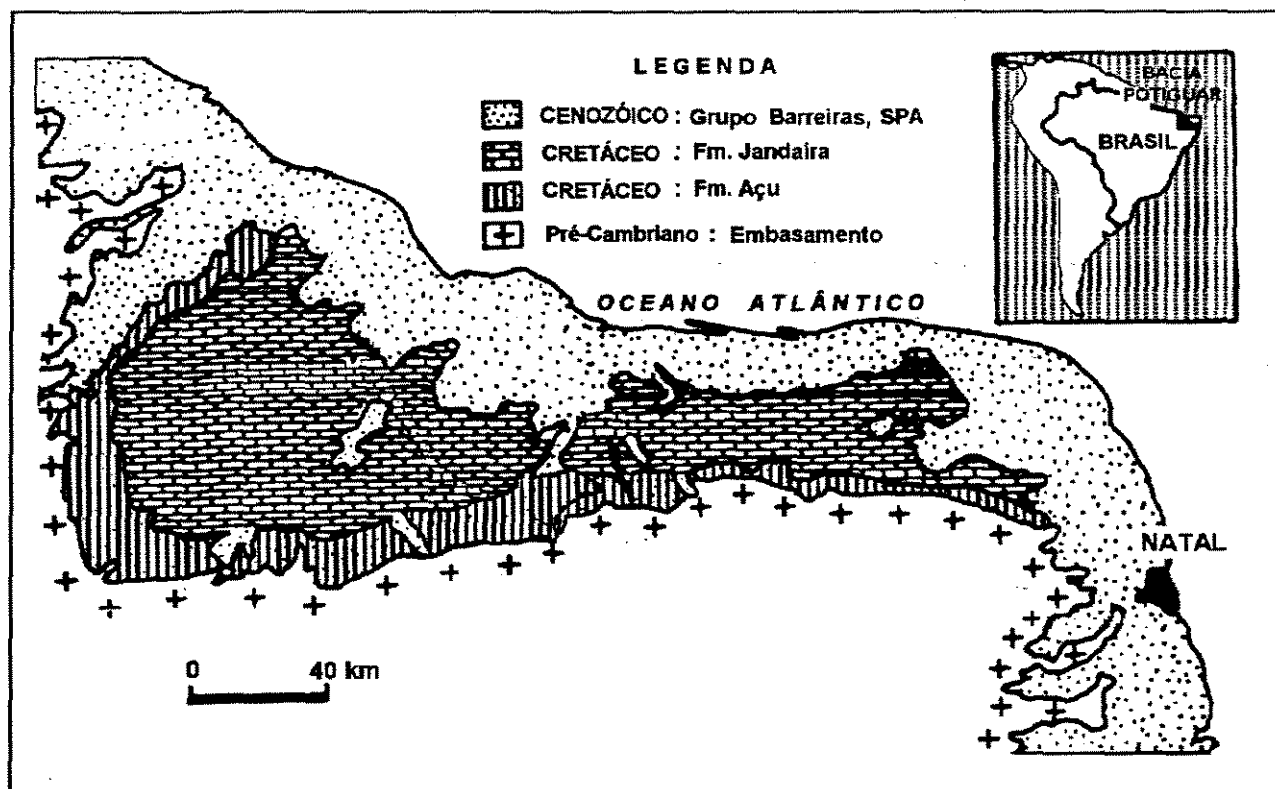 LEGENDA
CENOZÓICO : Grupo Barreiras, SPA
CRETÁCEO : Fm. Jandaira
CRETÁCEO : Fm. Açu
Pré-Cambriano : Embasamento
BACIA
POTIGUAR
BRASIL
OCEANO ATLÂNTICO
NATAL
0 40 km